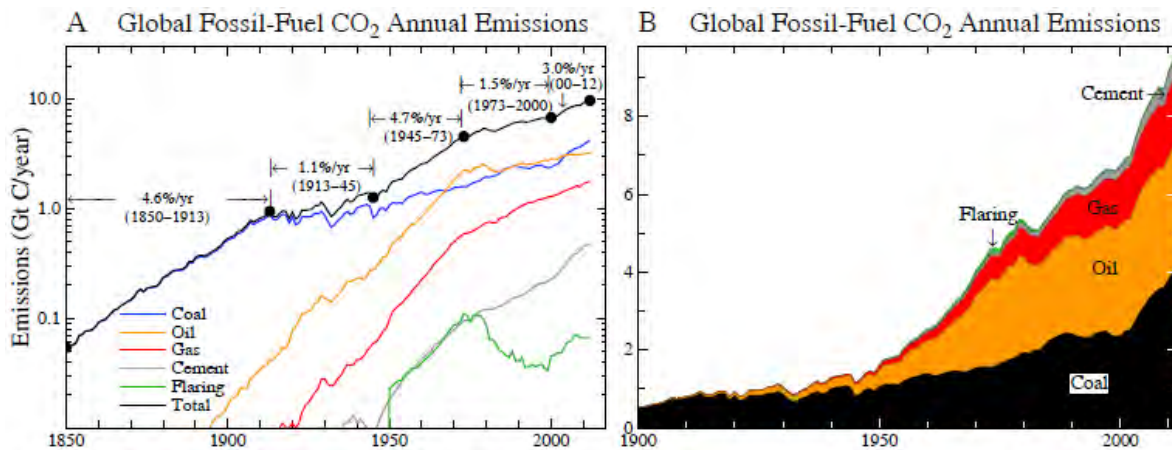 A Global Fossil-Fuel CO2 Annual Emissions
Emissions (Gt C/year)
10.0
1.0
0.1
4.6%/yr
(1850–1913)
1.1%/yr
(1913–45)
4.7%/yr
(1945–73)
1.5%/yr
(1973–2000)
3.0%/yr
(00–12)
Coal
Oil
Gas
Cement
Flaring
Total
1850 1900 1950 2000
B Global Fossil-Fuel CO2 Annual Emissions
8
6
4
2
0
Cement
Flaring
Gas
Oil
Coal
1900 1950 2000